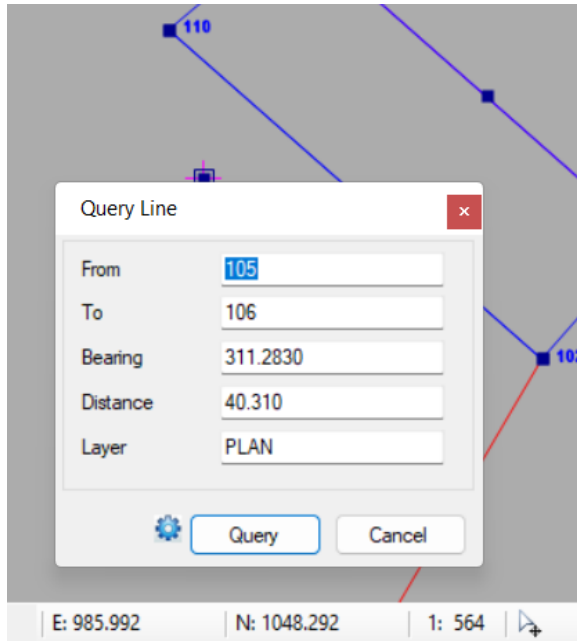 110
Query Line
x
From 105
To 106
Bearing 311.2830
Distance 40.310
Layer PLAN
Query Cancel
E: 985.992 N: 1048.292 1: 564